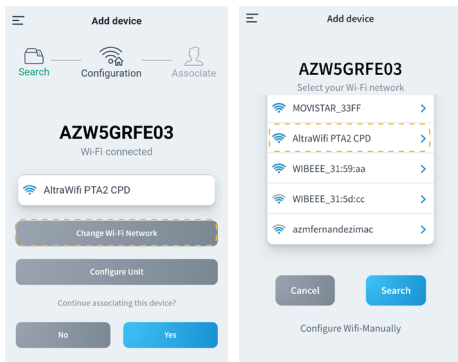 Add device
Search
Configuration
Associate
AZW5GRFE03
Wi-Fi connected
AltraWifi PTA2 CPD
Change Wi-Fi Network
Configure Unit
Continue associating this device?
No
Yes
Add device
AZW5GRFE03
Select your Wi-Fi network
MOVISTAR_33FF
AltraWifi PTA2 CPD
WIBEEE_31:59:aa
WIBEEE_31:5d:cc
azmfernandezimac
Cancel
Search
Configure Wifi-Manually